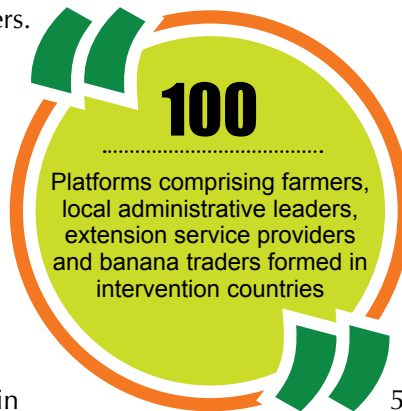 ers.
100
Platforms comprising farmers,
local administrative leaders,
extension service providers
and banana traders formed in
intervention countries
in
5